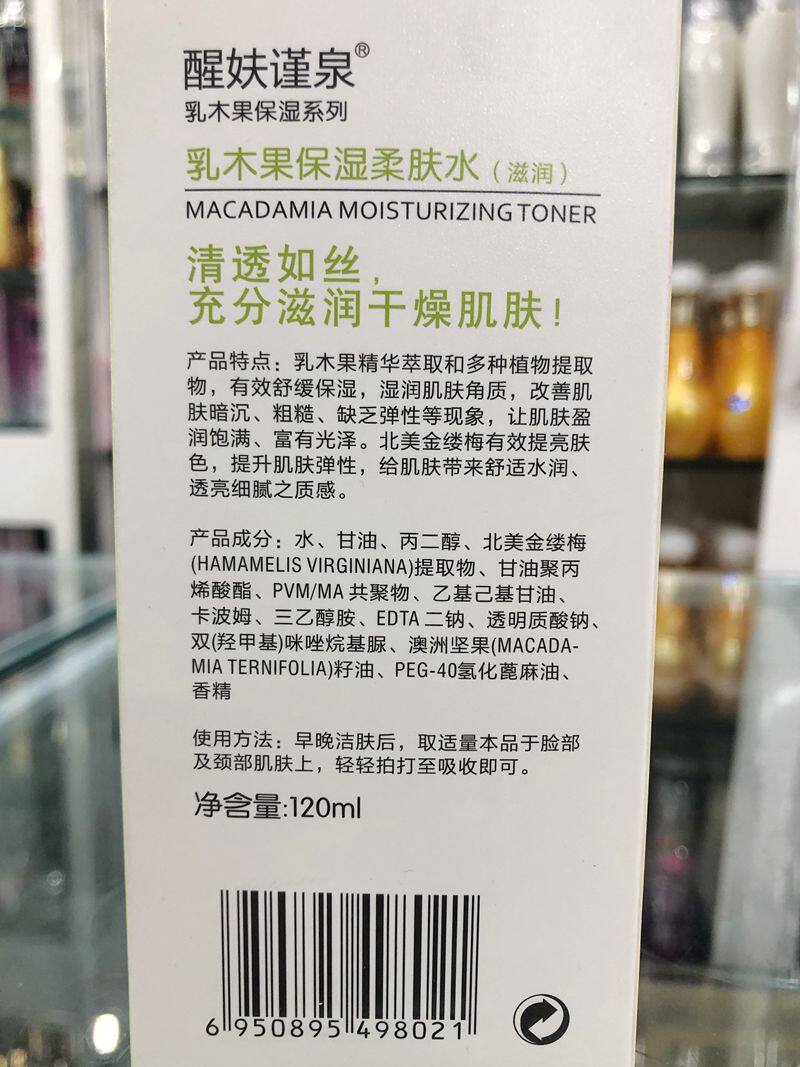 醒妋谨泉®
乳木果保湿系列
乳木果保湿柔肤水（滋润）
MACADAMIA MOISTURIZING TONER
清透如丝，
充分滋润干燥肌肤！
产品特点：乳木果精华萃取和多种植物提取
物，有效舒缓保湿，湿润肌肤角质，改善肌
肤暗沉、粗糙、缺乏弹性等现象，让肌肤盈
润饱满、富有光泽。北美金缕梅有效提亮肤
色，提升肌肤弹性，给肌肤带来舒适水润、
透亮细腻之质感。
产品成分：水、甘油、丙二醇、北美金缕梅
(HAMAMELIS VIRGINIANA)提取物、甘油聚丙
烯酸酯、PVM/MA 共聚物、乙基己基甘油、
卡波姆、三乙醇胺、EDTA 二钠、透明质酸钠、
双(羟甲基)咪唑烷基脲、澳洲坚果(MACADA-
MIA TERNIFOLIA)籽油、PEG-40氢化蓖麻油、
香精
使用方法：早晚洁肤后，取适量本品于脸部
及颈部肌肤上，轻轻拍打至吸收即可。
净含量:120ml
6 950895 498021